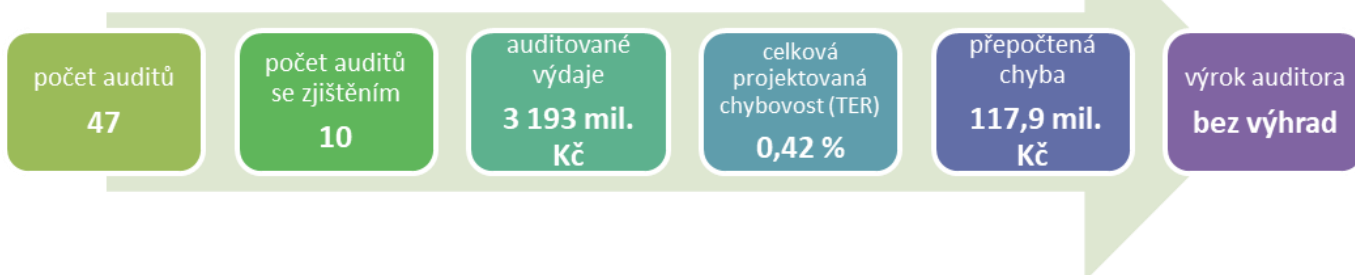 počet auditů
47
počet auditů
se zjištěním
10
auditované
výdaje
3 193 mil.
Kč
celková
projektovaná
chybovost (TER)
0,42 %
přepočtená
chyba
117,9 mil.
Kč
výrok auditora
bez výhrad